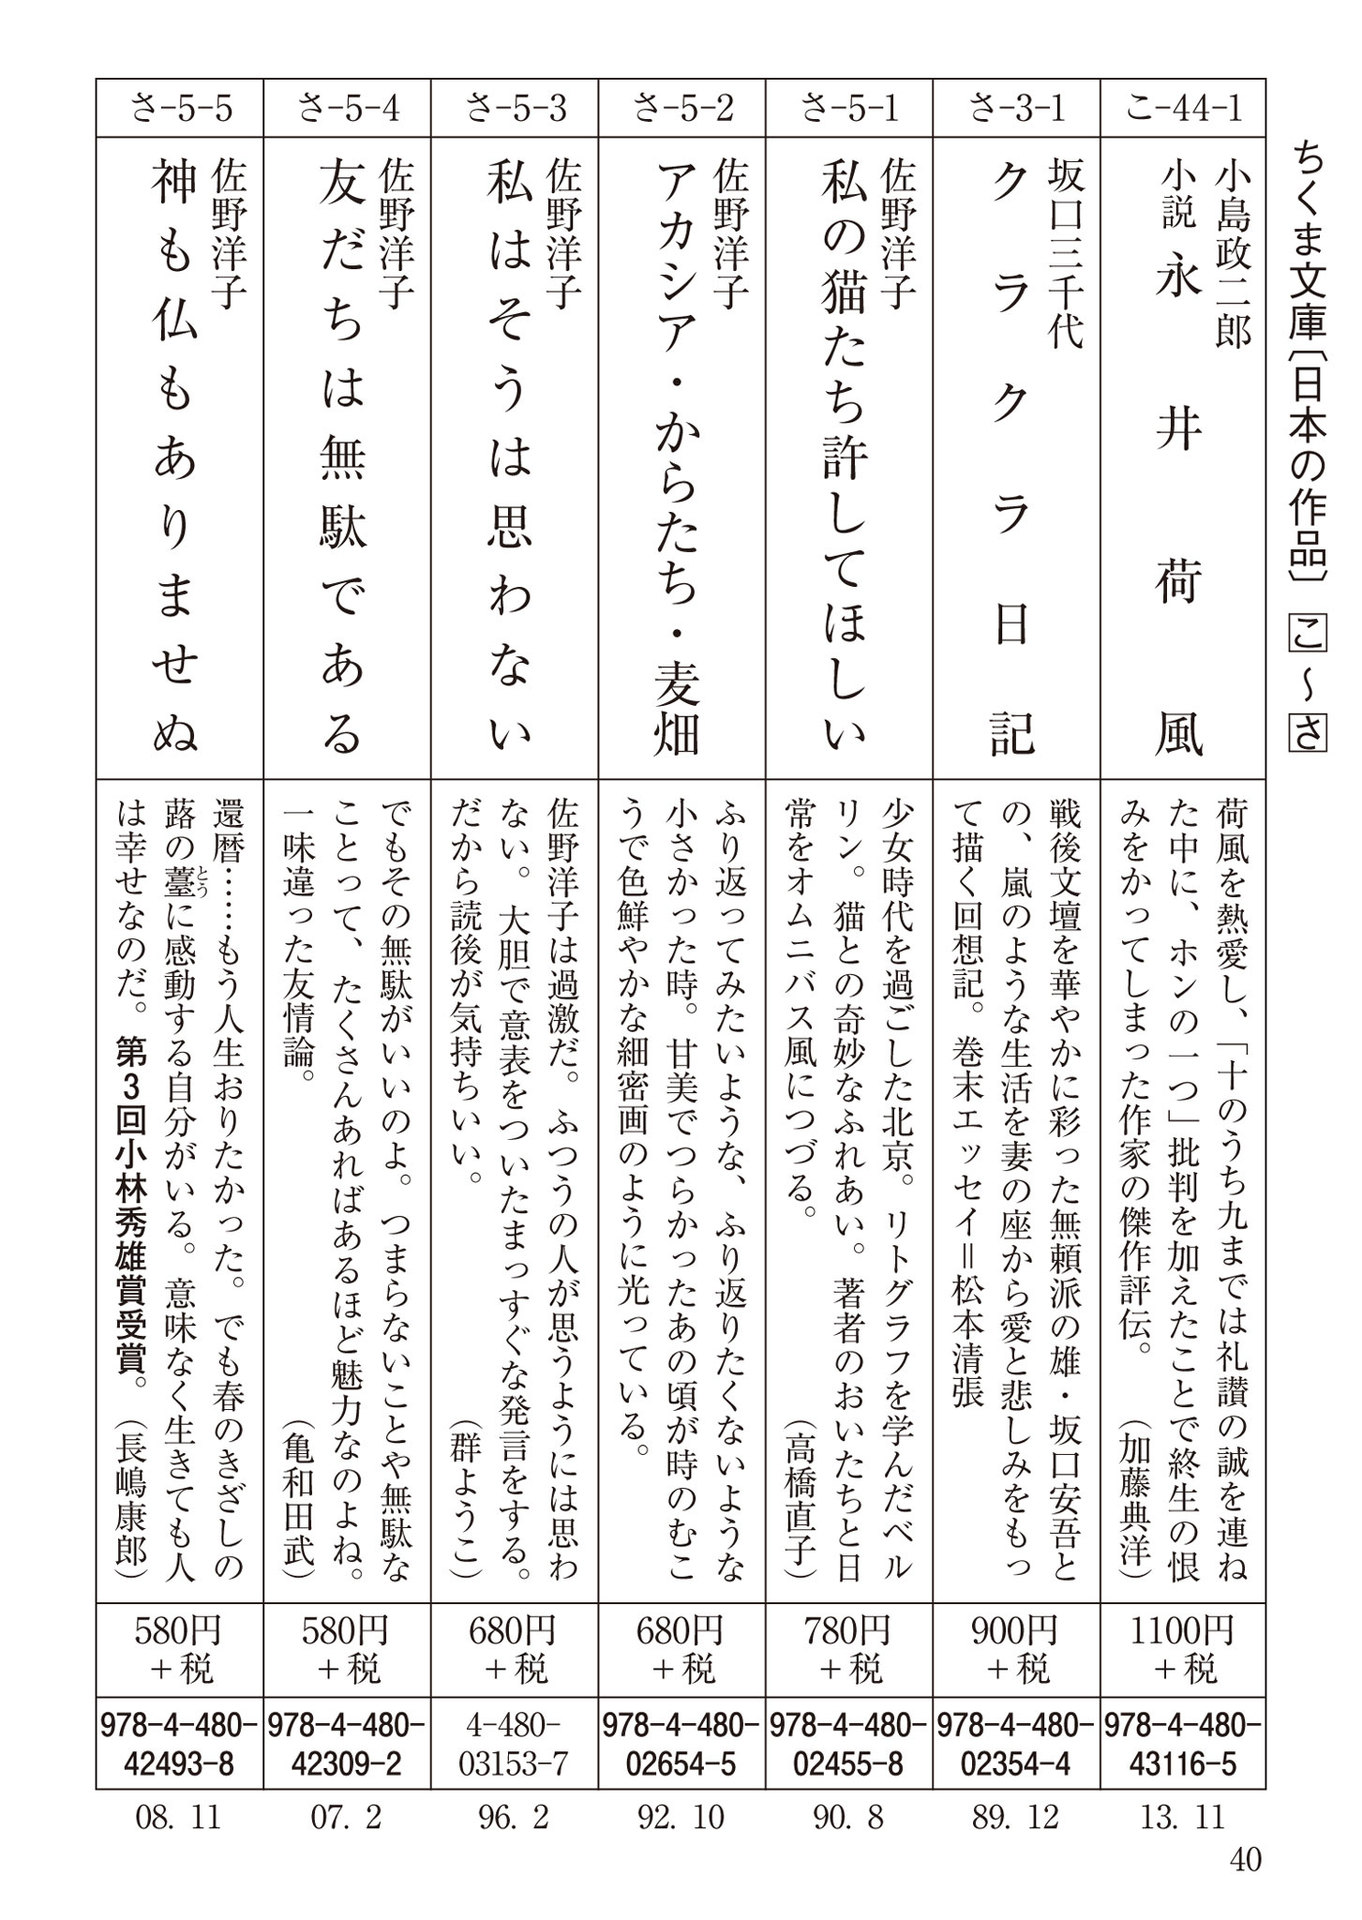 ちくま文庫〔日本の作品〕 こ～さ
こ-44-1
小島政二郎
小説 永井荷風
荷風を熱愛し、「十のうち九までは礼讃の誠を連ね
た中に、ホンの一つ」批判を加えたことで終生の恨
みをかってしまった作家の傑作評伝。 (加藤典洋)
1100円
+税
978-4-480-
43116-5
13. 11
さ-3-1
坂口三千代
クラクラ日記
戦後文壇を華やかに彩った無頼派の雄・坂口安吾と
の、嵐のような生活を妻の座から愛と悲しみをもっ
て描く回想記。巻末エッセイ＝松本清張
900円
+税
978-4-480-
02354-4
89. 12
さ-5-1
佐野洋子
私の猫たち許してほしい
少女時代を過ごした北京。リトグラフを学んだベル
リン。猫との奇妙なふれあい。著者のおいたちと日
常をオムニバス風につづる。 (高橋直子)
780円
+税
978-4-480-
02455-8
90. 8
さ-5-2
佐野洋子
アカシア・からたち・麦畑
ふり返ってみたいような、ふり返りたくないような
小さかった時。甘美でつらかったあの頃が時のむこ
うで色鮮やかな細密画のように光っている。
680円
+税
978-4-480-
02654-5
92. 10
さ-5-3
佐野洋子
私はそうは思わない
佐野洋子は過激だ。ふつうの人が思うようには思わ
ない。大胆で意表をついたまっすぐな発言をする。
だから読後が気持ちいい。 (群ようこ)
680円
+税
4-480-
03153-7
96. 2
さ-5-4
佐野洋子
友だちは無駄である
でもその無駄がいいのよ。つまらないことや無駄な
ことって、たくさんあればあるほど魅力なのよね。
一味違った友情論。 (亀和田武)
580円
+税
978-4-480-
42309-2
07. 2
さ-5-5
佐野洋子
神も仏もありませぬ
還暦……もう人生おりたかった。でも春のきざしの
蕗の薹(とう)に感動する自分がいる。意味なく生きても人
は幸せなのだ。第3回小林秀雄賞受賞。 (長嶋康郎)
580円
+税
978-4-480-
42493-8
08. 11
40